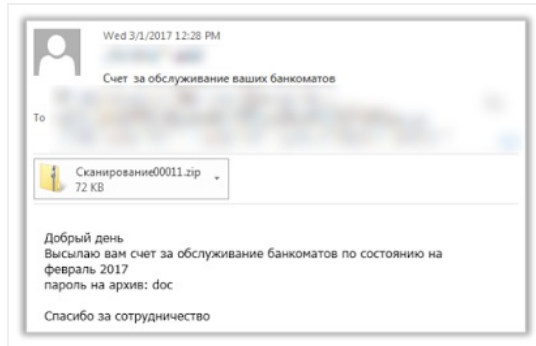 Wed 3/1/2017 12:28 PM
Счет за обслуживание ваших банкоматов
To
Сканирование00011.zip
72 KB
Добрый день
Высылаю вам счет за обслуживание банкоматов по состоянию на
февраль 2017
пароль на архив: doc
Спасибо за сотрудничество